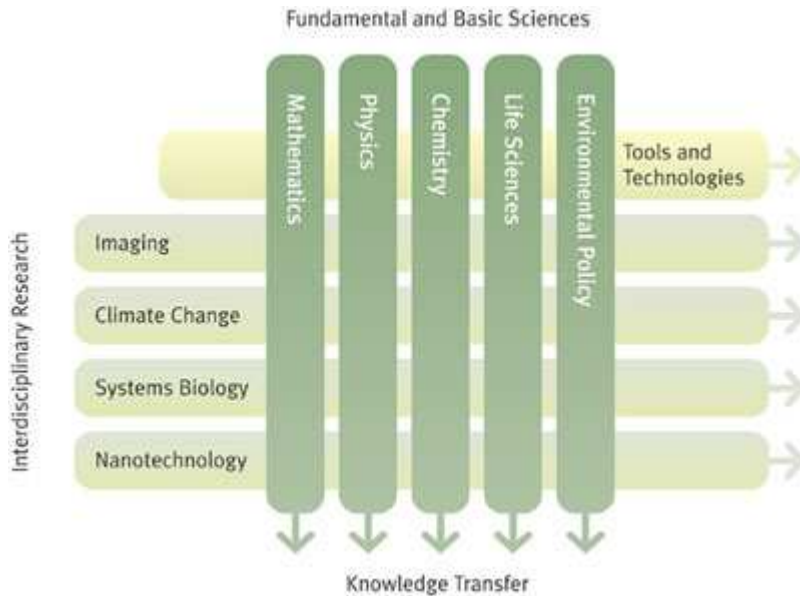 Fundamental and Basic Sciences
Mathematics
Physics
Chemistry
Life Sciences
Environmental Policy
Tools and
Technologies
Interdisciplinary Research
Imaging
Climate Change
Systems Biology
Nanotechnology
Knowledge Transfer